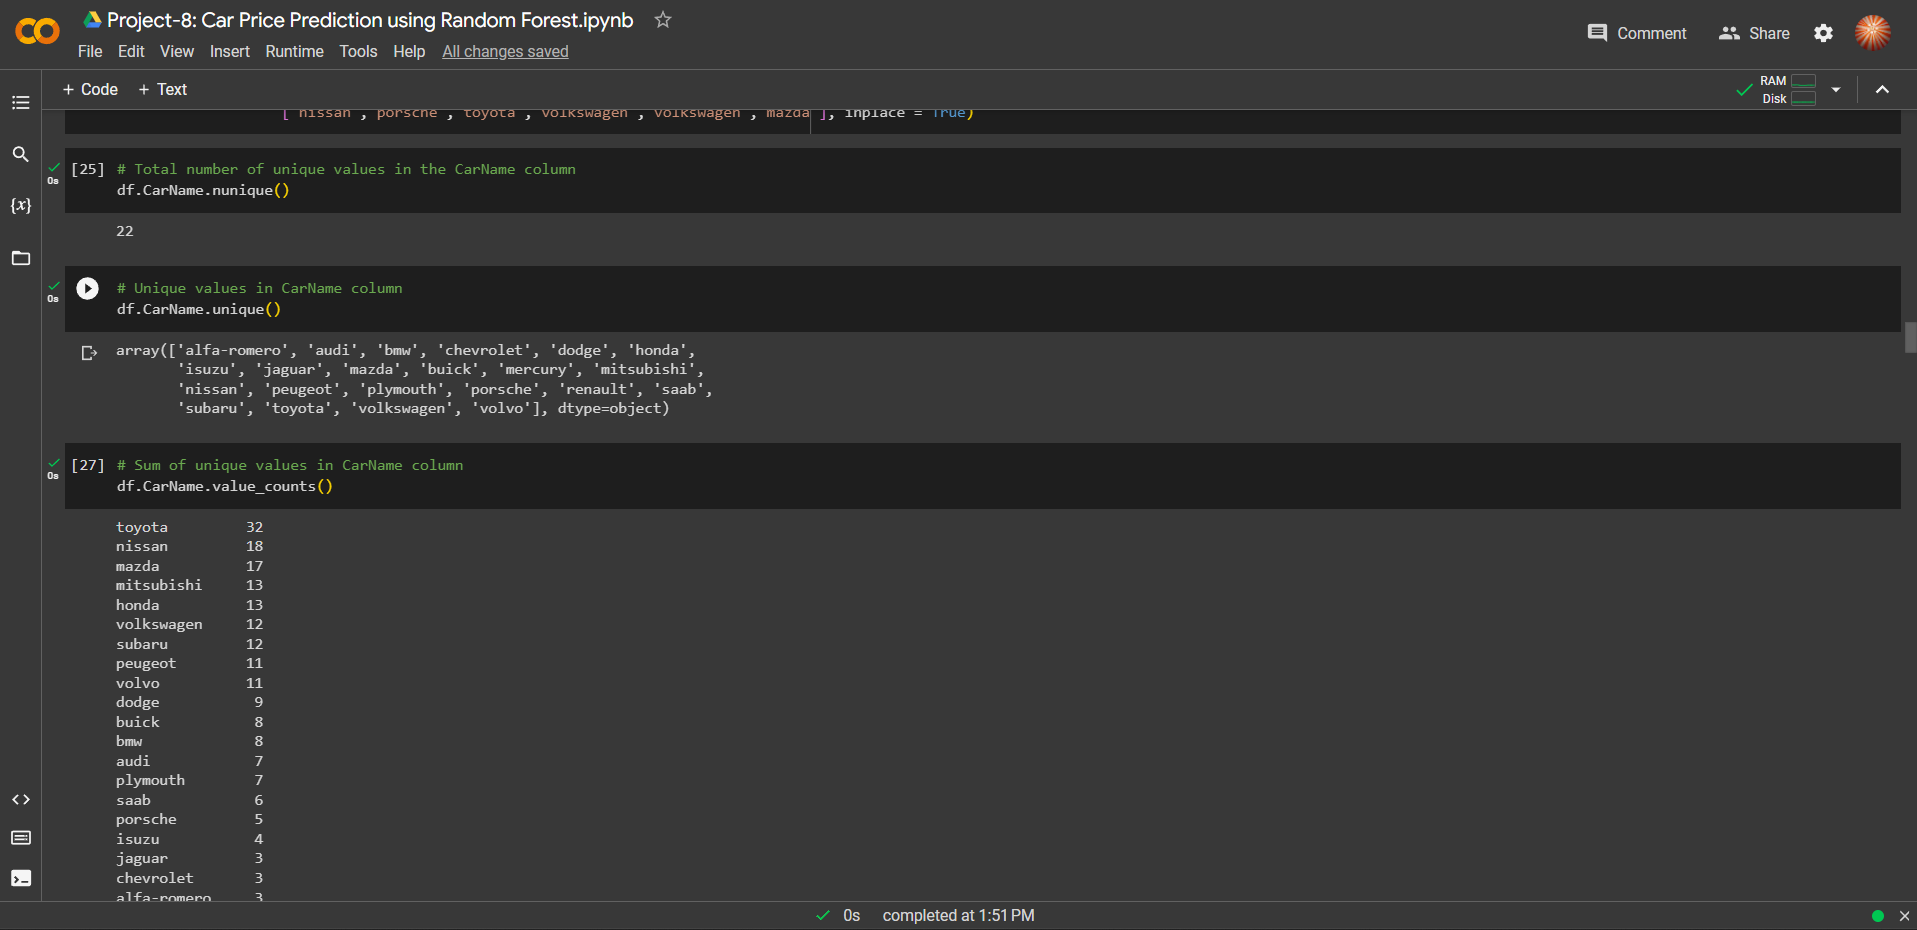 Project-8: Car Price Prediction using Random Forest.ipynb
Comment
Share
File Edit View Insert Runtime Tools Help All changes saved
+ Code + Text
RAM
Disk
['nissan', 'porsche', 'toyota', 'volkswagen', 'volkswagen', 'mazda'], inplace = True)
[25] # Total number of unique values in the CarName column
0s
df.CarName.nunique()
{x}
22
# Unique values in CarName column
0s
df.CarName.unique()
array(['alfa-romero', 'audi', 'bmw', 'chevrolet', 'dodge', 'honda',
'isuzu', 'jaguar', 'mazda', 'buick', 'mercury', 'mitsubishi',
'nissan', 'peugeot', 'plymouth', 'porsche', 'renault', 'saab',
'subaru', 'toyota', 'volkswagen', 'volvo'], dtype=object)
[27] # Sum of unique values in CarName column
0s
df.CarName.value_counts()
toyota 32
nissan 18
mazda 17
mitsubishi 13
honda 13
volkswagen 12
subaru 12
peugeot 11
volvo 11
dodge 9
buick 8
bmw 8
audi 7
plymouth 7
saab 6
porsche 5
isuzu 4
jaguar 3
chevrolet 3
alfa-romero 3
0s completed at 1:51 PM